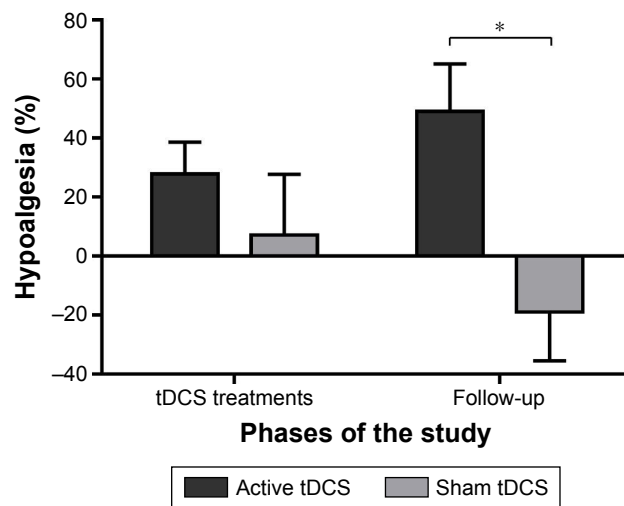 80
60
40
20
0
–20
–40
Hypoalgesia (%)
*
tDCS treatments
Follow-up
Phases of the study
Active tDCS
Sham tDCS